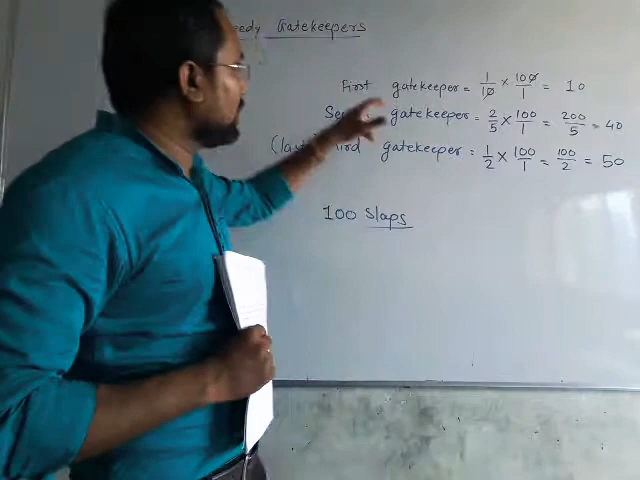 Gatekeepers
First gatekeeper = 1/10 × 100/1 = 10
gatekeeper = 2/5 × 100/1 = 200/5 = 40
(last) gatekeeper = 1/2 × 100/1 = 100/2 = 50
100 Slaps